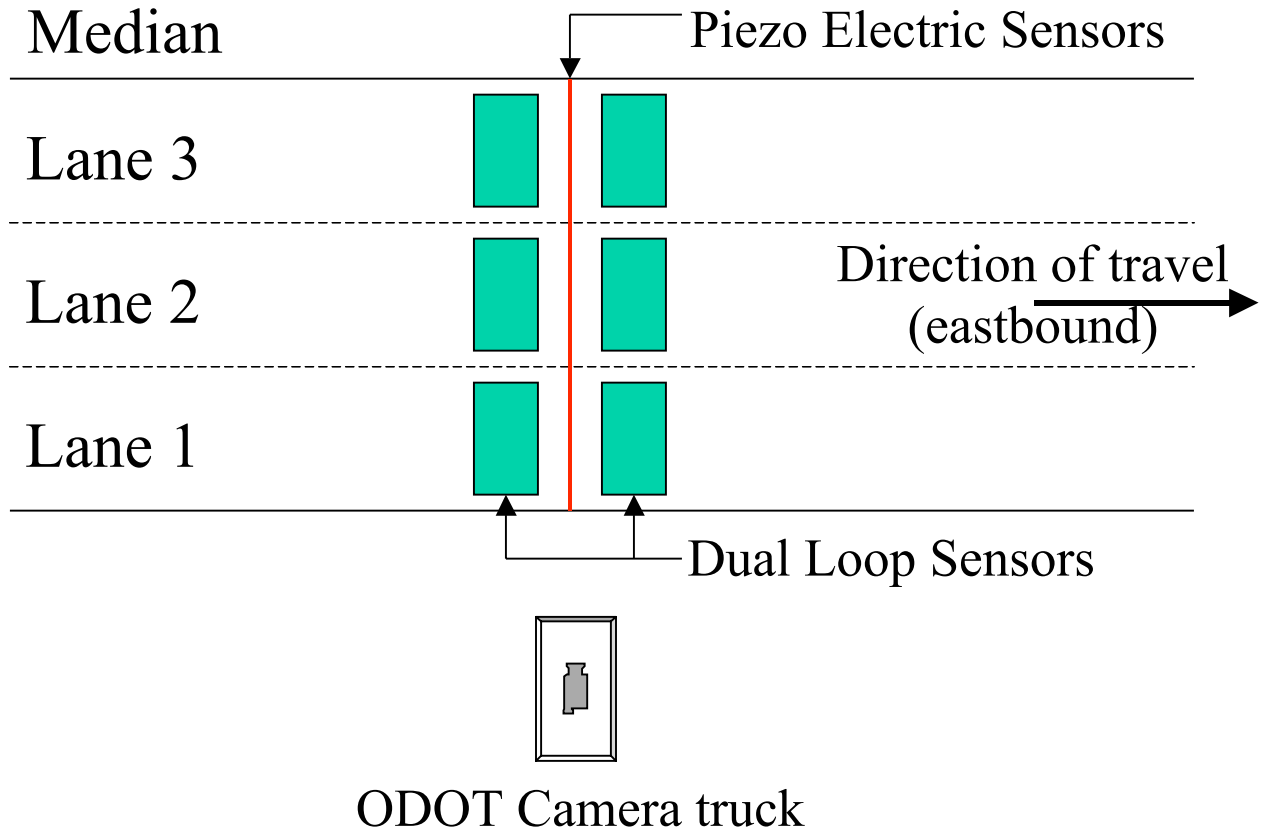 Median
Piezo Electric Sensors
Lane 3
Lane 2
Direction of travel
(eastbound)
Lane 1
Dual Loop Sensors
ODOT Camera truck